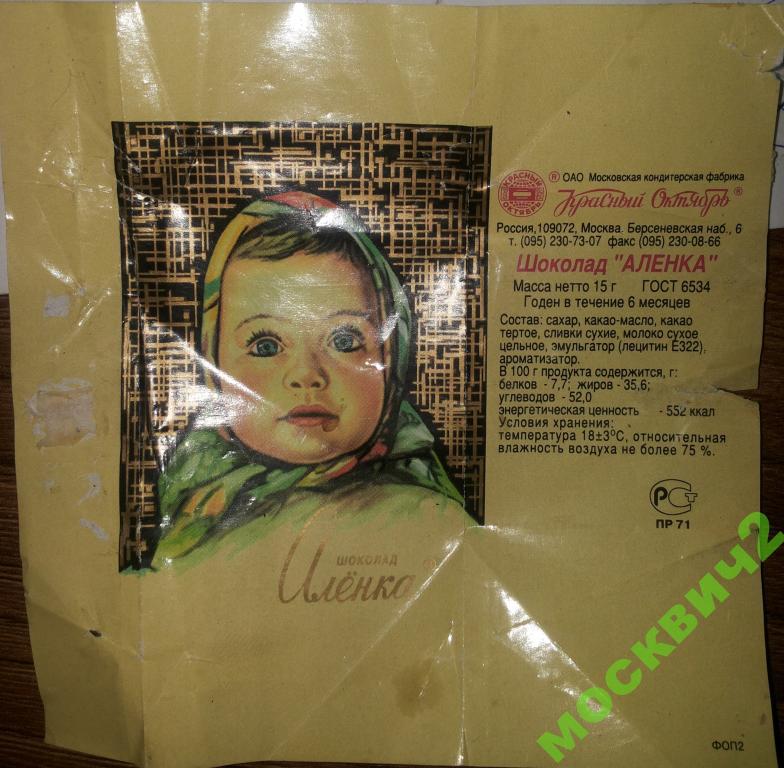 КРАСНЫЙ
ОКТЯБРЬ
® ОАО Московская кондитерская фабрика
Красный Октябрь ®
Россия,109072, Москва. Берсеневская наб., 6
т. (095) 230-73-07 факс (095) 230-08-66
Шоколад "АЛЕНКА"
Масса нетто 15 г ГОСТ 6534
Годен в течение 6 месяцев
Состав: сахар, какао-масло, какао
тертое, сливки сухие, молоко сухое
цельное, эмульгатор (лецитин Е322),
ароматизатор.
В 100 г продукта содержится, г:
белков - 7,7; жиров - 35,6;
углеводов - 52,0
энергетическая ценность - 552 ккал
Условия хранения:
температура 18±3°С, относительная
влажность воздуха не более 75 %.
РСТ
ПР 71
ШОКОЛАД
Алёнка ®
ФОП2
москвич2